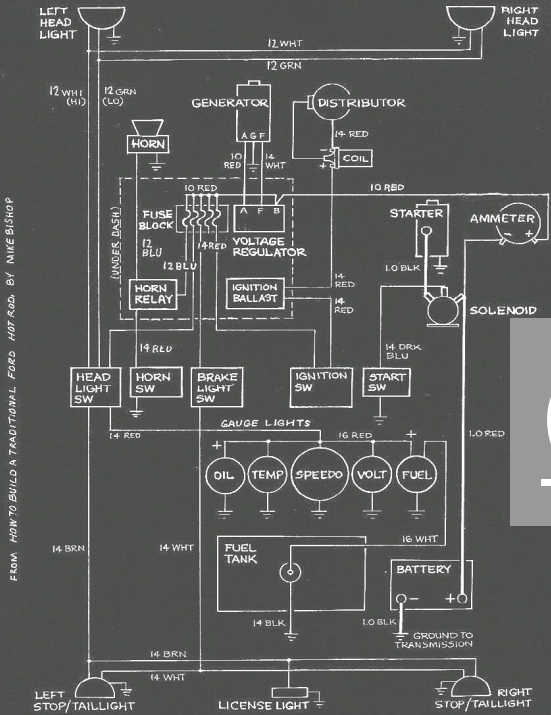 LEFT
HEAD
LIGHT
RIGHT
HEAD
LIGHT
12 WHT
12 GRN
12 WHI
(HI)
12 GRN
(LO)
GENERATOR
A G F
DISTRIBUTOR
14 RED
COIL
- +
HORN
10
RED
14
WHT
10 RED
10 RED
(UNDER DASH)
FUSE
BLOCK
A F B
VOLTAGE
REGULATOR
STARTER
AMMETER
- +
12
BLU
14 RED
12 BLU
1.0 BLK
HORN
RELAY
IGNITION
BALLAST
14
RED
14
RED
SOLENOID
14 RED
14 DRK
BLU
HEAD
LIGHT
SW
HORN
SW
BRAKE
LIGHT
SW
IGNITION
SW
START
SW
GAUGE LIGHTS
14 RED
16 RED
1.0 RED
+ +
OIL
TEMP
SPEEDO
VOLT
FUEL
14 BRN
14 WHT
16 WHT
FUEL
TANK
BATTERY
- +
14 BLK
1.0 BLK
GROUND TO
TRANSMISSION
14 BRN
14 WHT
LEFT
STOP/TAILLIGHT
LICENSE LIGHT
RIGHT
STOP/TAILLIGHT
FROM HOW TO BUILD A TRADITIONAL FORD HOT ROD, BY MIKE BISHOP